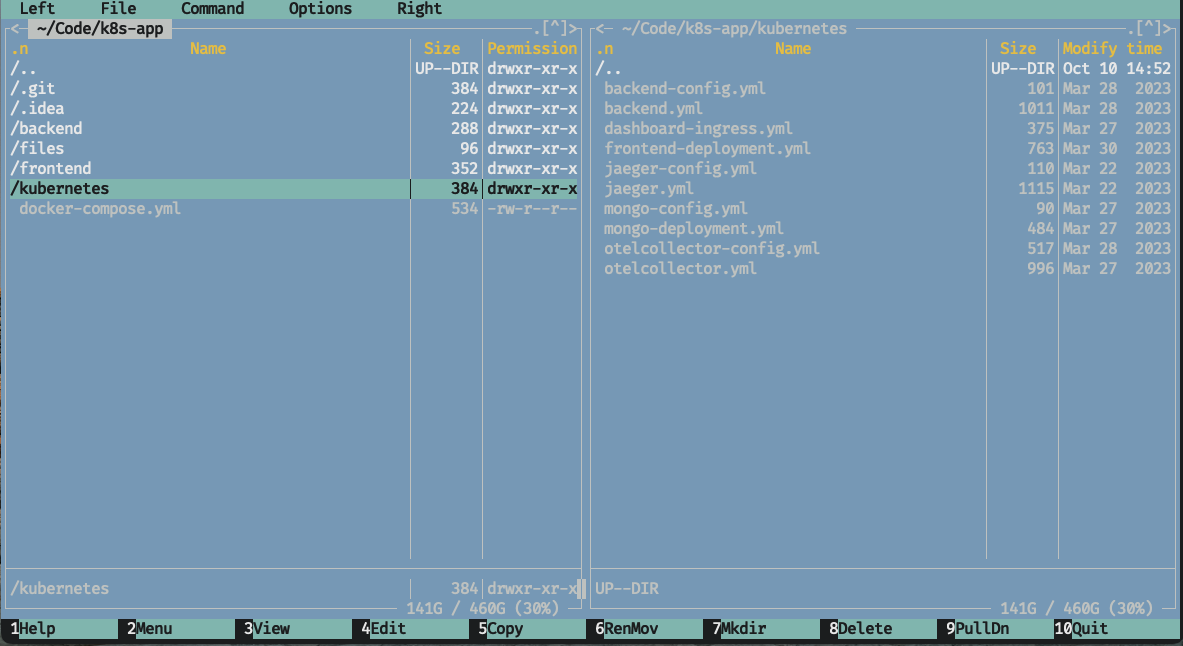 Left File Command Options Right
<─ ~/Code/k8s-app .[^]> <─ ~/Code/k8s-app/kubernetes .[^]>
.n Name Size Permission .n Name Size Modify time
/.. UP--DIR drwxr-xr-x /.. UP--DIR Oct 10 14:52
/.git 384 drwxr-xr-x backend-config.yml 101 Mar 28 2023
/.idea 224 drwxr-xr-x backend.yml 1011 Mar 28 2023
/backend 288 drwxr-xr-x dashboard-ingress.yml 375 Mar 27 2023
/files 96 drwxr-xr-x frontend-deployment.yml 763 Mar 30 2023
/frontend 352 drwxr-xr-x jaeger-config.yml 110 Mar 22 2023
/kubernetes 384 drwxr-xr-x jaeger.yml 1115 Mar 22 2023
docker-compose.yml 534 -rw-r--r-- mongo-config.yml 90 Mar 27 2023
mongo-deployment.yml 484 Mar 27 2023
otelcollector-config.yml 517 Mar 28 2023
otelcollector.yml 996 Mar 27 2023
/kubernetes 384 drwxr-xr-x UP--DIR
141G / 460G (30%) 141G / 460G (30%)
1Help 2Menu 3View 4Edit 5Copy 6RenMov 7Mkdir 8Delete 9PullDn 10Quit